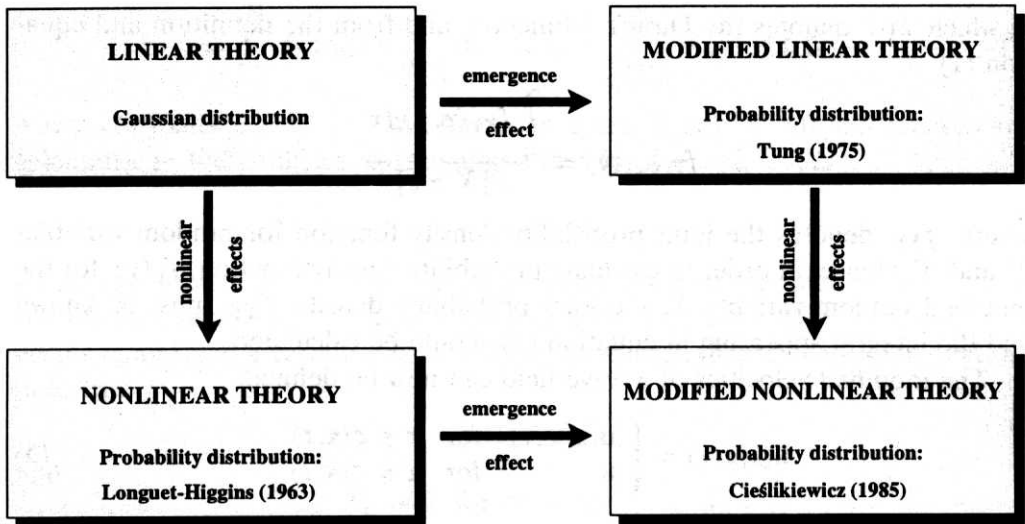 LINEAR THEORY
Gaussian distribution
emergence
effect
MODIFIED LINEAR THEORY
Probability distribution:
Tung (1975)
nonlinear
effects
nonlinear
effects
NONLINEAR THEORY
Probability distribution:
Longuet-Higgins (1963)
emergence
effect
MODIFIED NONLINEAR THEORY
Probability distribution:
Cieślikiewicz (1985)